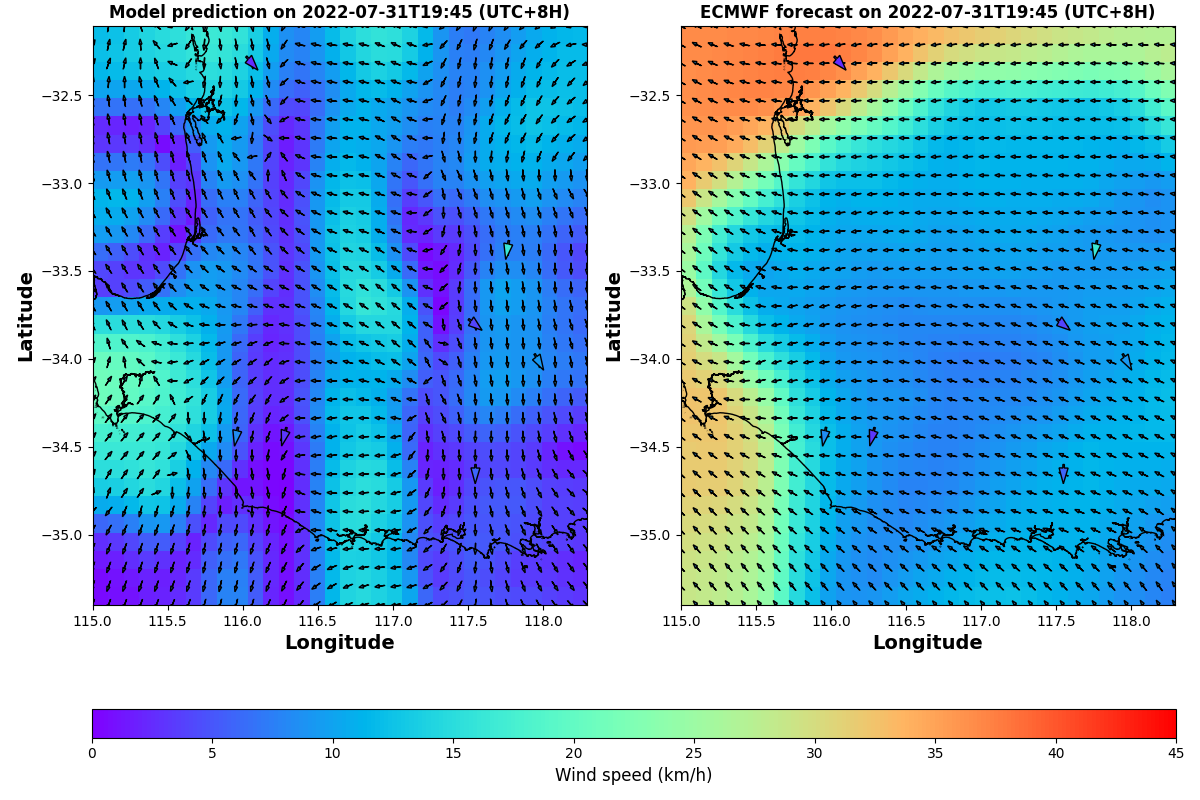 Model prediction on 2022-07-31T19:45 (UTC+8H)
ECMWF forecast on 2022-07-31T19:45 (UTC+8H)
−32.5
−33.0
−33.5
−34.0
−34.5
−35.0
Latitude
115.0 115.5 116.0 116.5 117.0 117.5 118.0
Longitude
−32.5
−33.0
−33.5
−34.0
−34.5
−35.0
Latitude
115.0 115.5 116.0 116.5 117.0 117.5 118.0
Longitude
0 5 10 15 20 25 30 35 40 45
Wind speed (km/h)